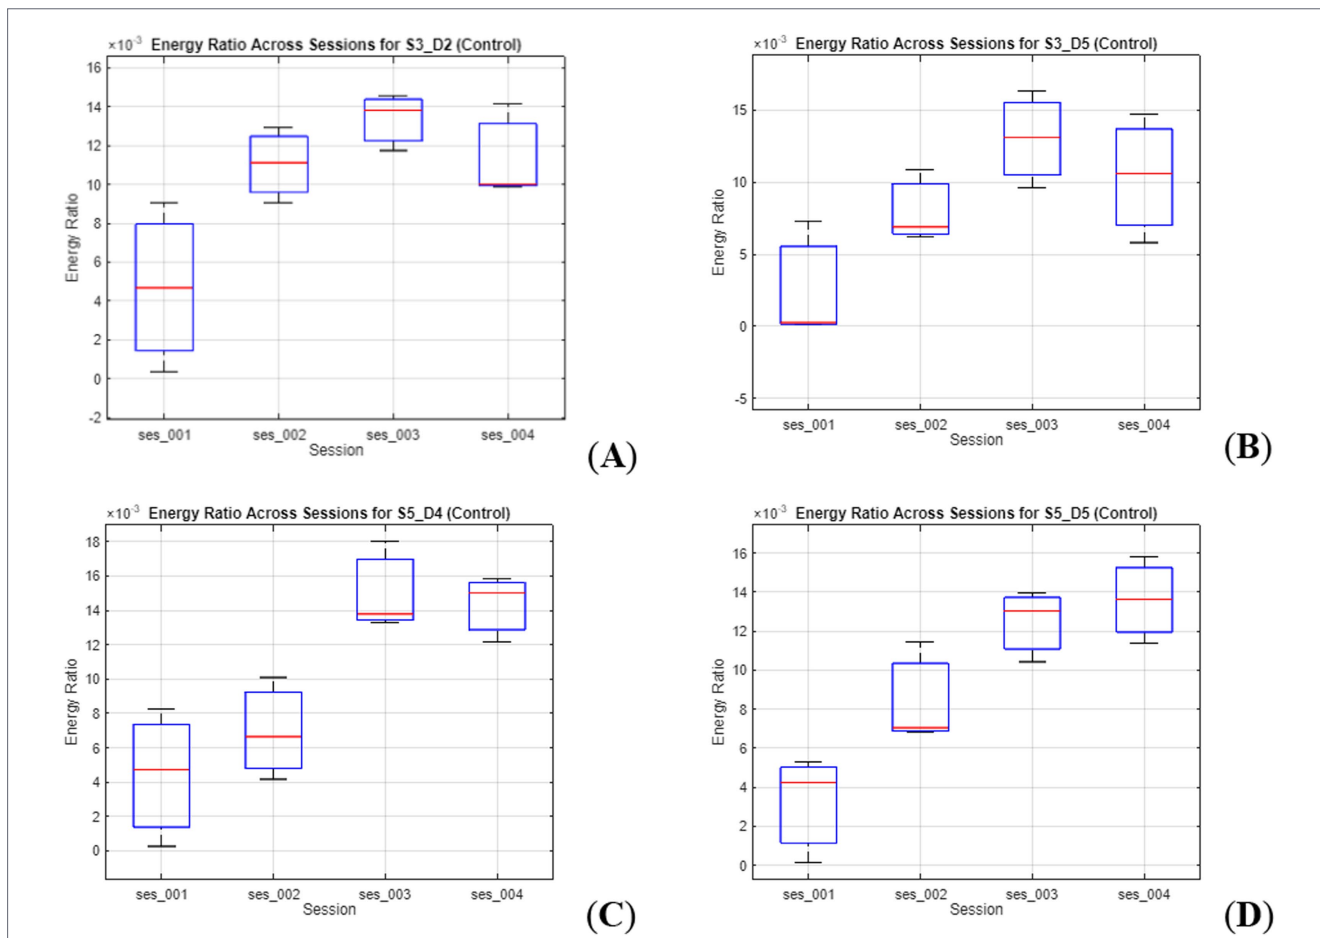 ×10⁻³ Energy Ratio Across Sessions for S3_D2 (Control)
16
14
12
10
8
6
4
2
0
-2
Energy Ratio
ses_001 ses_002 ses_003 ses_004
Session
(A)
×10⁻³ Energy Ratio Across Sessions for S3_D5 (Control)
15
10
5
0
-5
Energy Ratio
ses_001 ses_002 ses_003 ses_004
Session
(B)
×10⁻³ Energy Ratio Across Sessions for S5_D4 (Control)
18
16
14
12
10
8
6
4
2
0
Energy Ratio
ses_001 ses_002 ses_003 ses_004
Session
(C)
×10⁻³ Energy Ratio Across Sessions for S5_D5 (Control)
16
14
12
10
8
6
4
2
0
Energy Ratio
ses_001 ses_002 ses_003 ses_004
Session
(D)